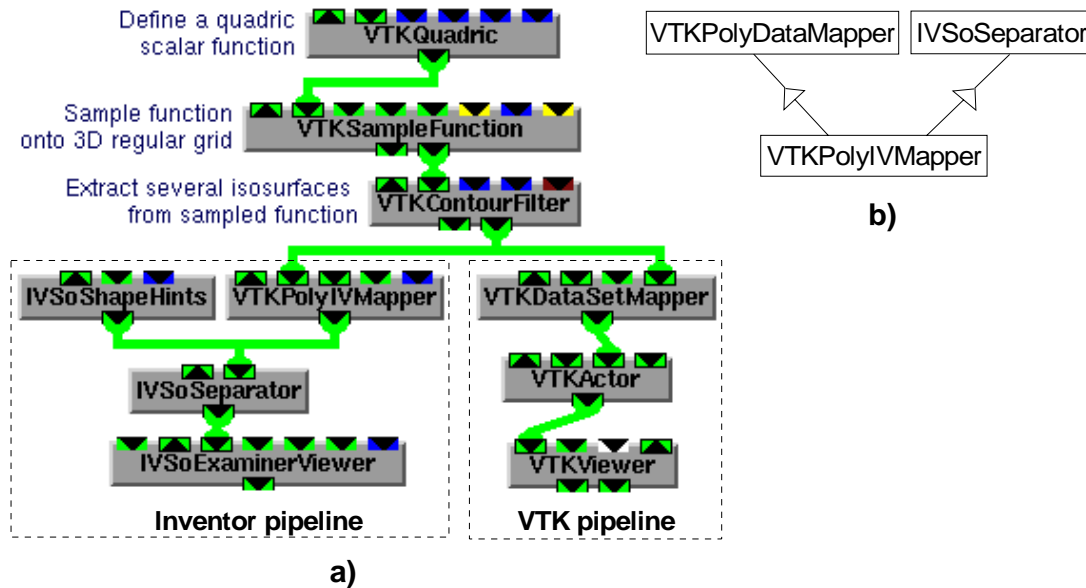 Define a quadric
scalar function
VTKQuadric
Sample function
onto 3D regular grid
VTKSampleFunction
Extract several isosurfaces
from sampled function
VTKContourFilter
IVSoShapeHints
VTKPolyIVMapper
VTKDataSetMapper
IVSoSeparator
VTKActor
IVSoExaminerViewer
VTKViewer
Inventor pipeline
VTK pipeline
a)
VTKPolyDataMapper
IVSoSeparator
VTKPolyIVMapper
b)